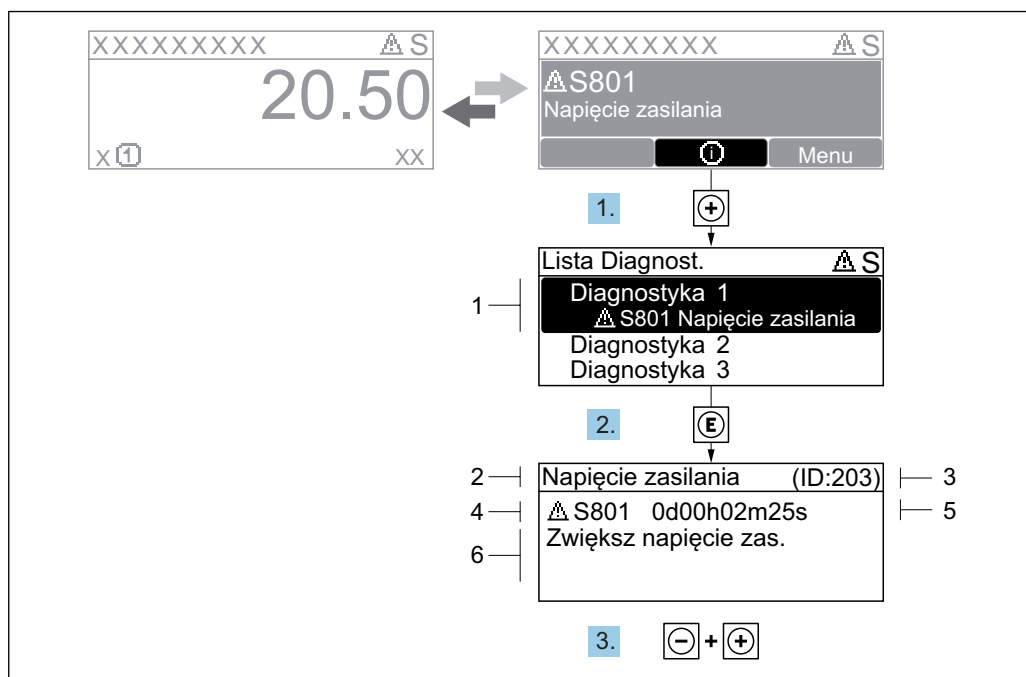 XXXXXXXXX ⚠ S
20.50
X ① XX
XXXXXXXXX ⚠ S
⚠S801
Napięcie zasilania
ⓘ Menu
1. ⊕
Lista Diagnost. ⚠ S
1
Diagnostyka 1
⚠ S801 Napięcie zasilania
Diagnostyka 2
Diagnostyka 3
2. Ⓔ
2 Napięcie zasilania (ID:203) 3
4 ⚠ S801 0d00h02m25s 5
6 Zwiększ napięcie zas.
3. ⊖+⊕